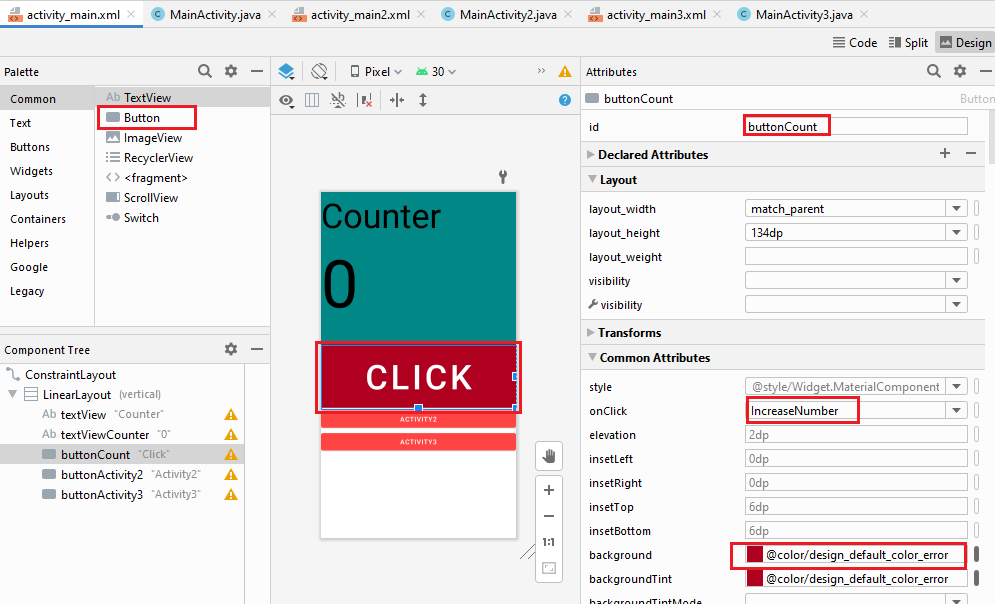 activity_main.xml MainActivity.java activity_main2.xml MainActivity2.java activity_main3.xml MainActivity3.java
Code Split Design
Palette
Common
Text
Buttons
Widgets
Layouts
Containers
Helpers
Google
Legacy
Ab TextView
Button
ImageView
RecyclerView
<> <fragment>
ScrollView
Switch
Component Tree
ConstraintLayout
LinearLayout (vertical)
Ab textView "Counter"
Ab textViewCounter "0"
buttonCount "Click"
buttonActivity2 "Activity2"
buttonActivity3 "Activity3"
Pixel 30 »
Counter
0
CLICK
ACTIVITY2
ACTIVITY3
1:1
Attributes
buttonCount Button
id buttonCount
Declared Attributes
Layout
layout_width match_parent
layout_height 134dp
layout_weight
visibility
visibility
Transforms
Common Attributes
style @style/Widget.MaterialComponent
onClick IncreaseNumber
elevation 2dp
insetLeft 0dp
insetRight 0dp
insetTop 6dp
insetBottom 6dp
background @color/design_default_color_error
backgroundTint @color/design_default_color_error
backgroundTintMode